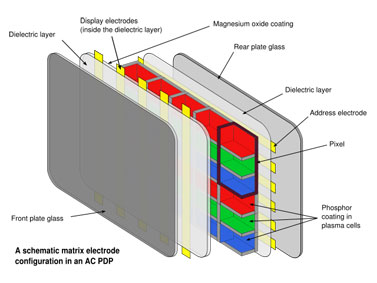 Display electrodes
(inside the dielectric layer)
Magnesium oxide coating
Dielectric layer
Rear plate glass
Dielectric layer
Address electrode
Pixel
Front plate glass
Phosphor
coating in
plasma cells
A schematic matrix electrode
configuration in an AC PDP